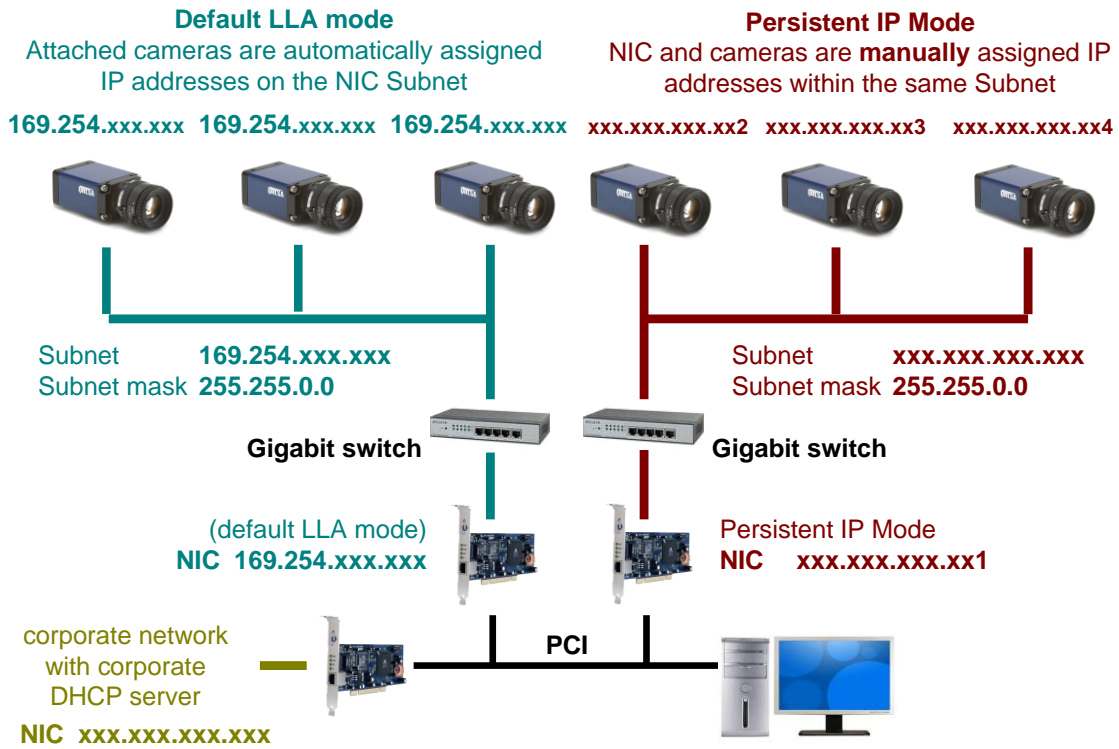 Default LLA mode
Attached cameras are automatically assigned
IP addresses on the NIC Subnet
Persistent IP Mode
NIC and cameras are manually assigned IP
addresses within the same Subnet
169.254.xxx.xxx 169.254.xxx.xxx 169.254.xxx.xxx xxx.xxx.xxx.xx2 xxx.xxx.xxx.xx3 xxx.xxx.xxx.xx4
Subnet 169.254.xxx.xxx
Subnet mask 255.255.0.0
Subnet xxx.xxx.xxx.xxx
Subnet mask 255.255.0.0
Gigabit switch
Gigabit switch
(default LLA mode)
NIC 169.254.xxx.xxx
Persistent IP Mode
NIC xxx.xxx.xxx.xx1
PCI
corporate network
with corporate
DHCP server
NIC xxx.xxx.xxx.xxx